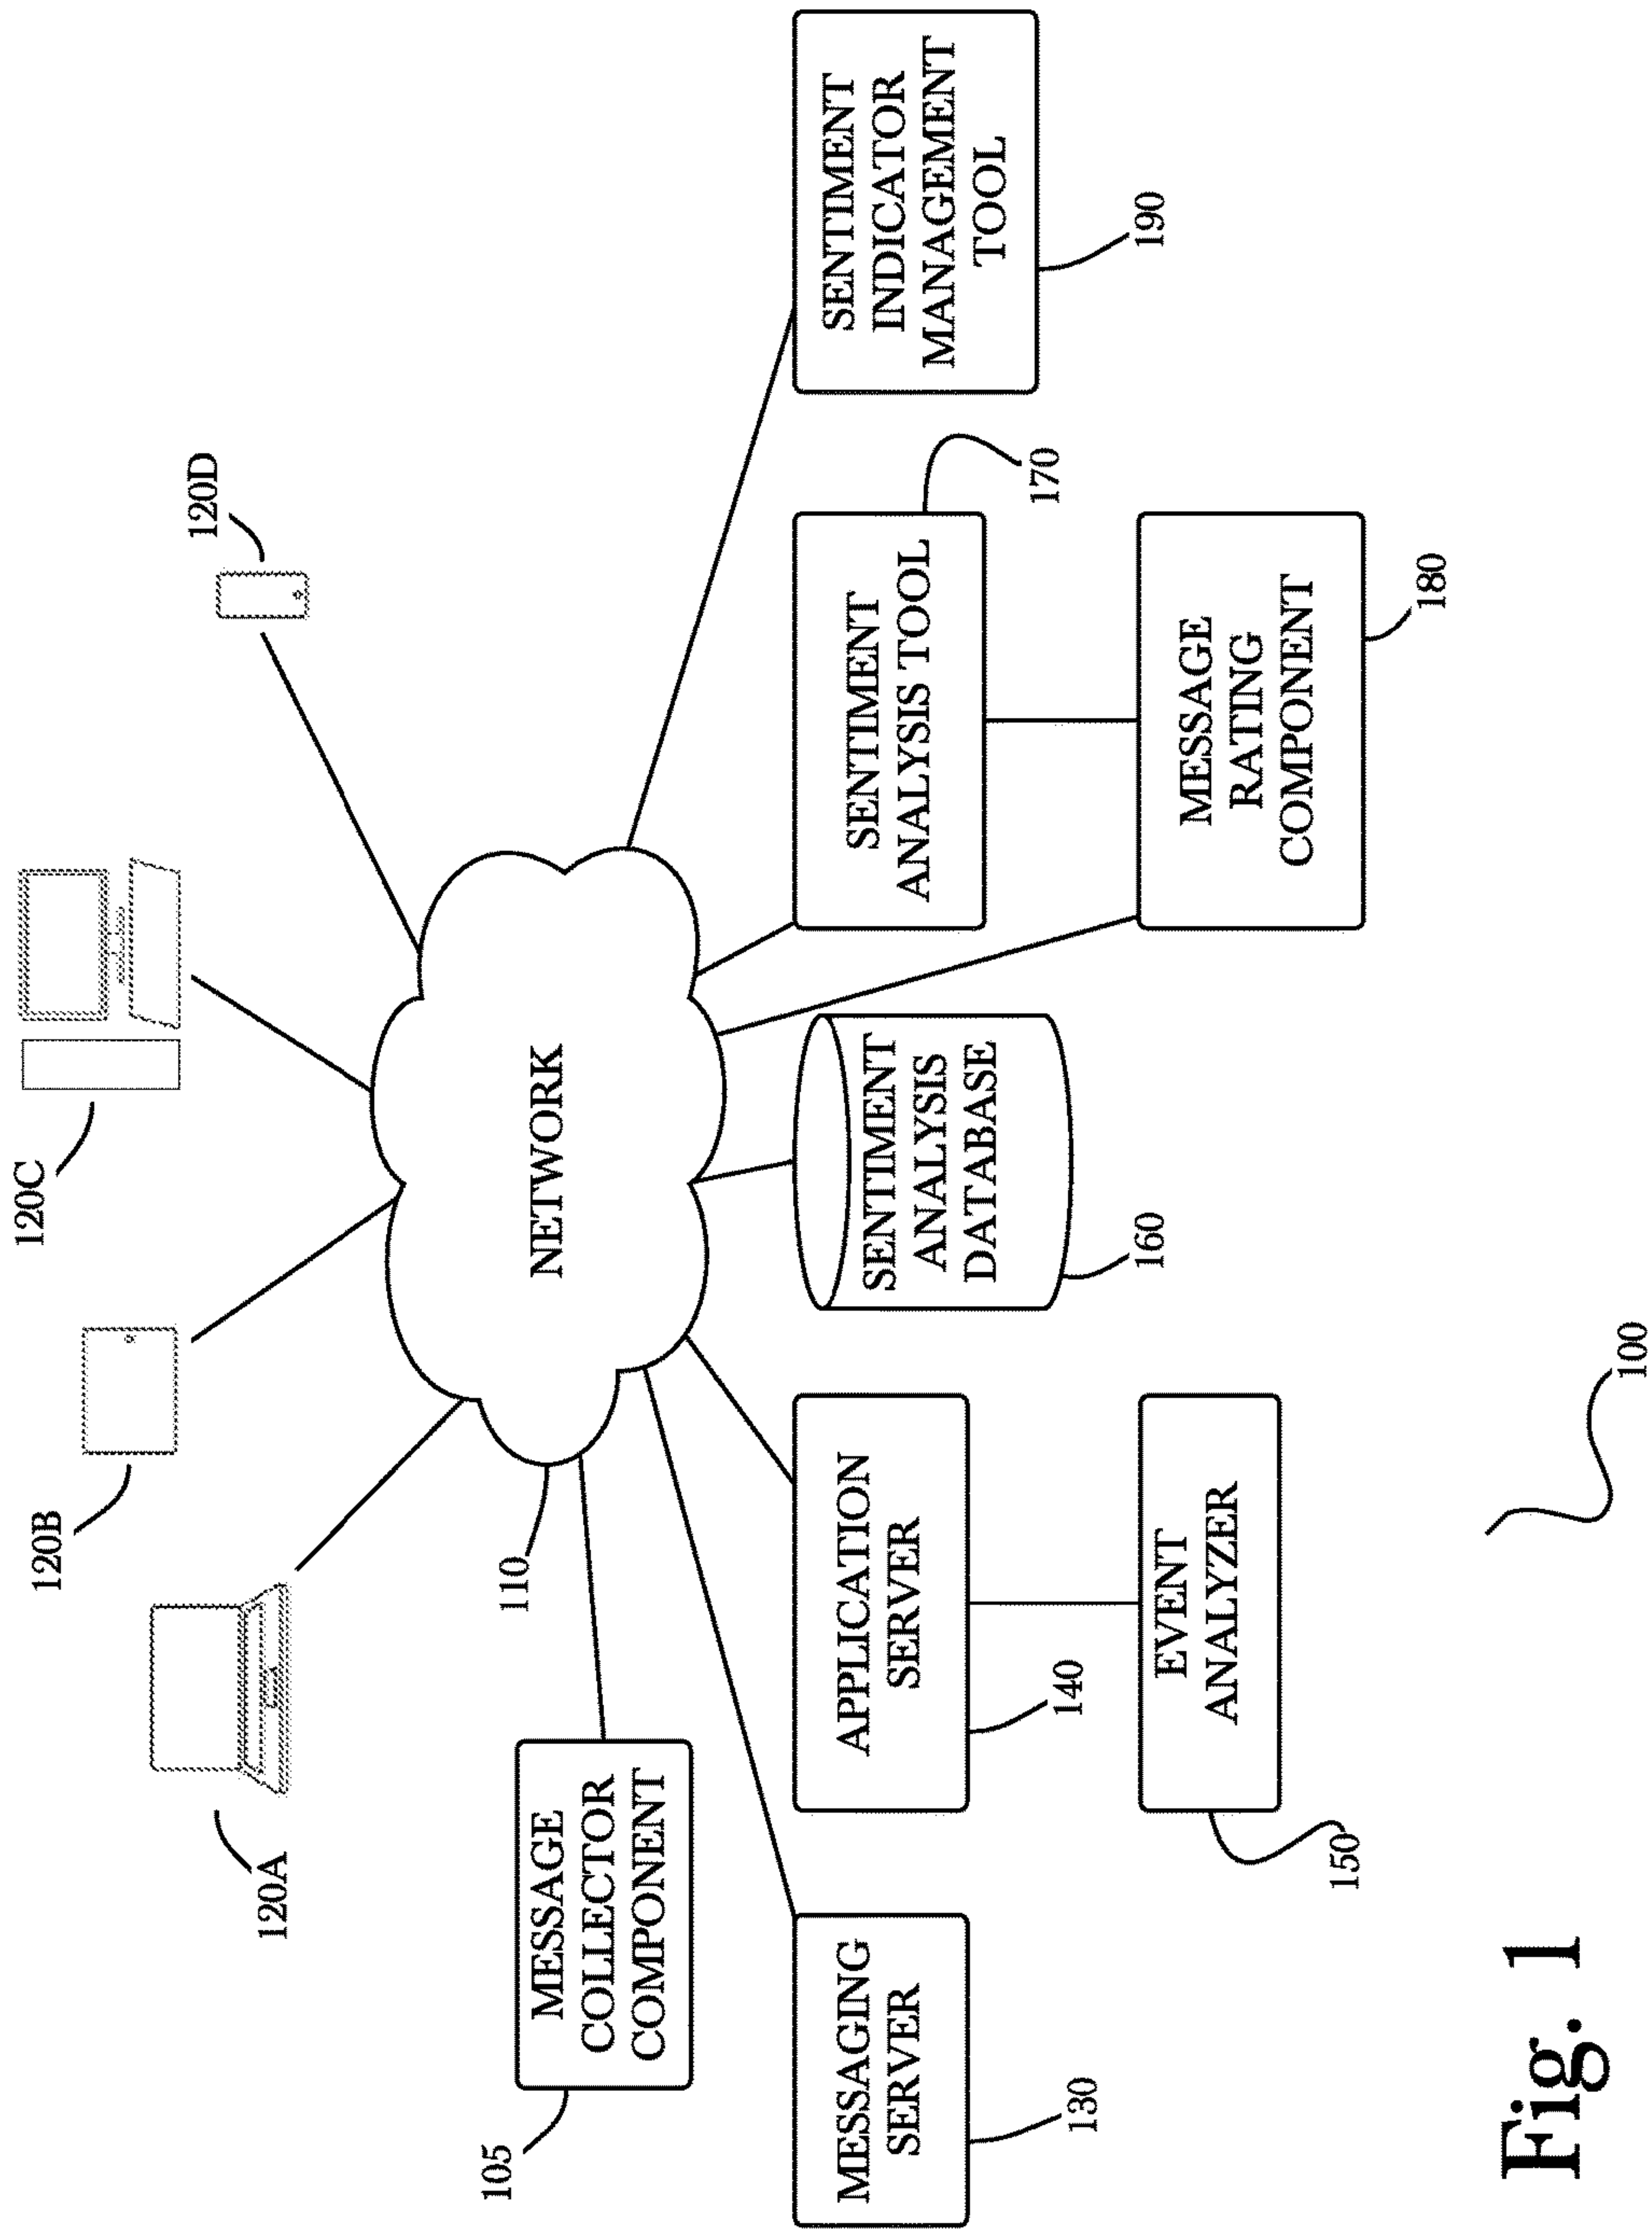 120A
120B
120C
120D
NETWORK
110
105
MESSAGE
COLLECTOR
COMPONENT
MESSAGING
SERVER
130
APPLICATION
SERVER
140
EVENT
ANALYZER
150
SENTIMENT
ANALYSIS
DATABASE
160
SENTIMENT
ANALYSIS TOOL
170
MESSAGE
RATING
COMPONENT
180
SENTIMENT
INDICATOR
MANAGEMENT
TOOL
190
100
Fig. 1